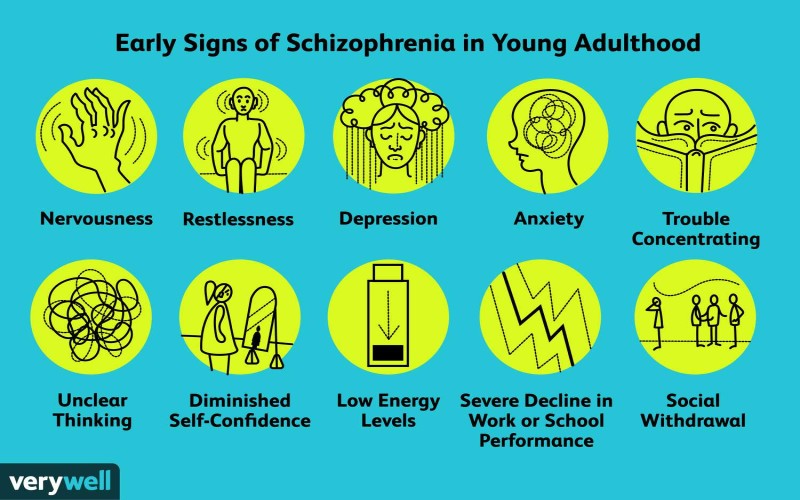 Early Signs of Schizophrenia in Young Adulthood
Nervousness
Restlessness
Depression
Anxiety
Trouble
Concentrating
Unclear
Thinking
Diminished
Self-Confidence
Low Energy
Levels
Severe Decline in
Work or School
Performance
Social
Withdrawal
verywell